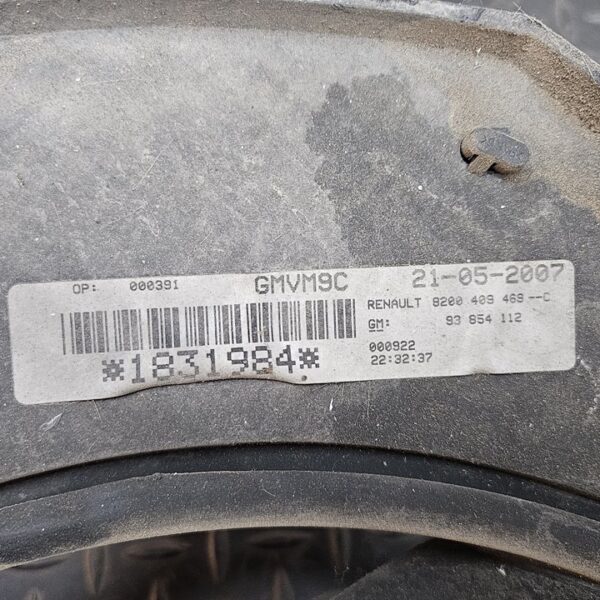 OP: 000391 GMVM9C 21-05-2007
RENAULT 8200 409 469 --C
GM: 93 854 112
*1831984*
000922
22:32:37